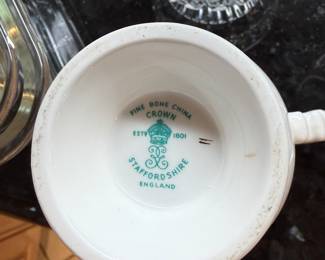 FINE BONE CHINA
CROWN
ESTD 1801
STAFFORDSHIRE
ENGLAND